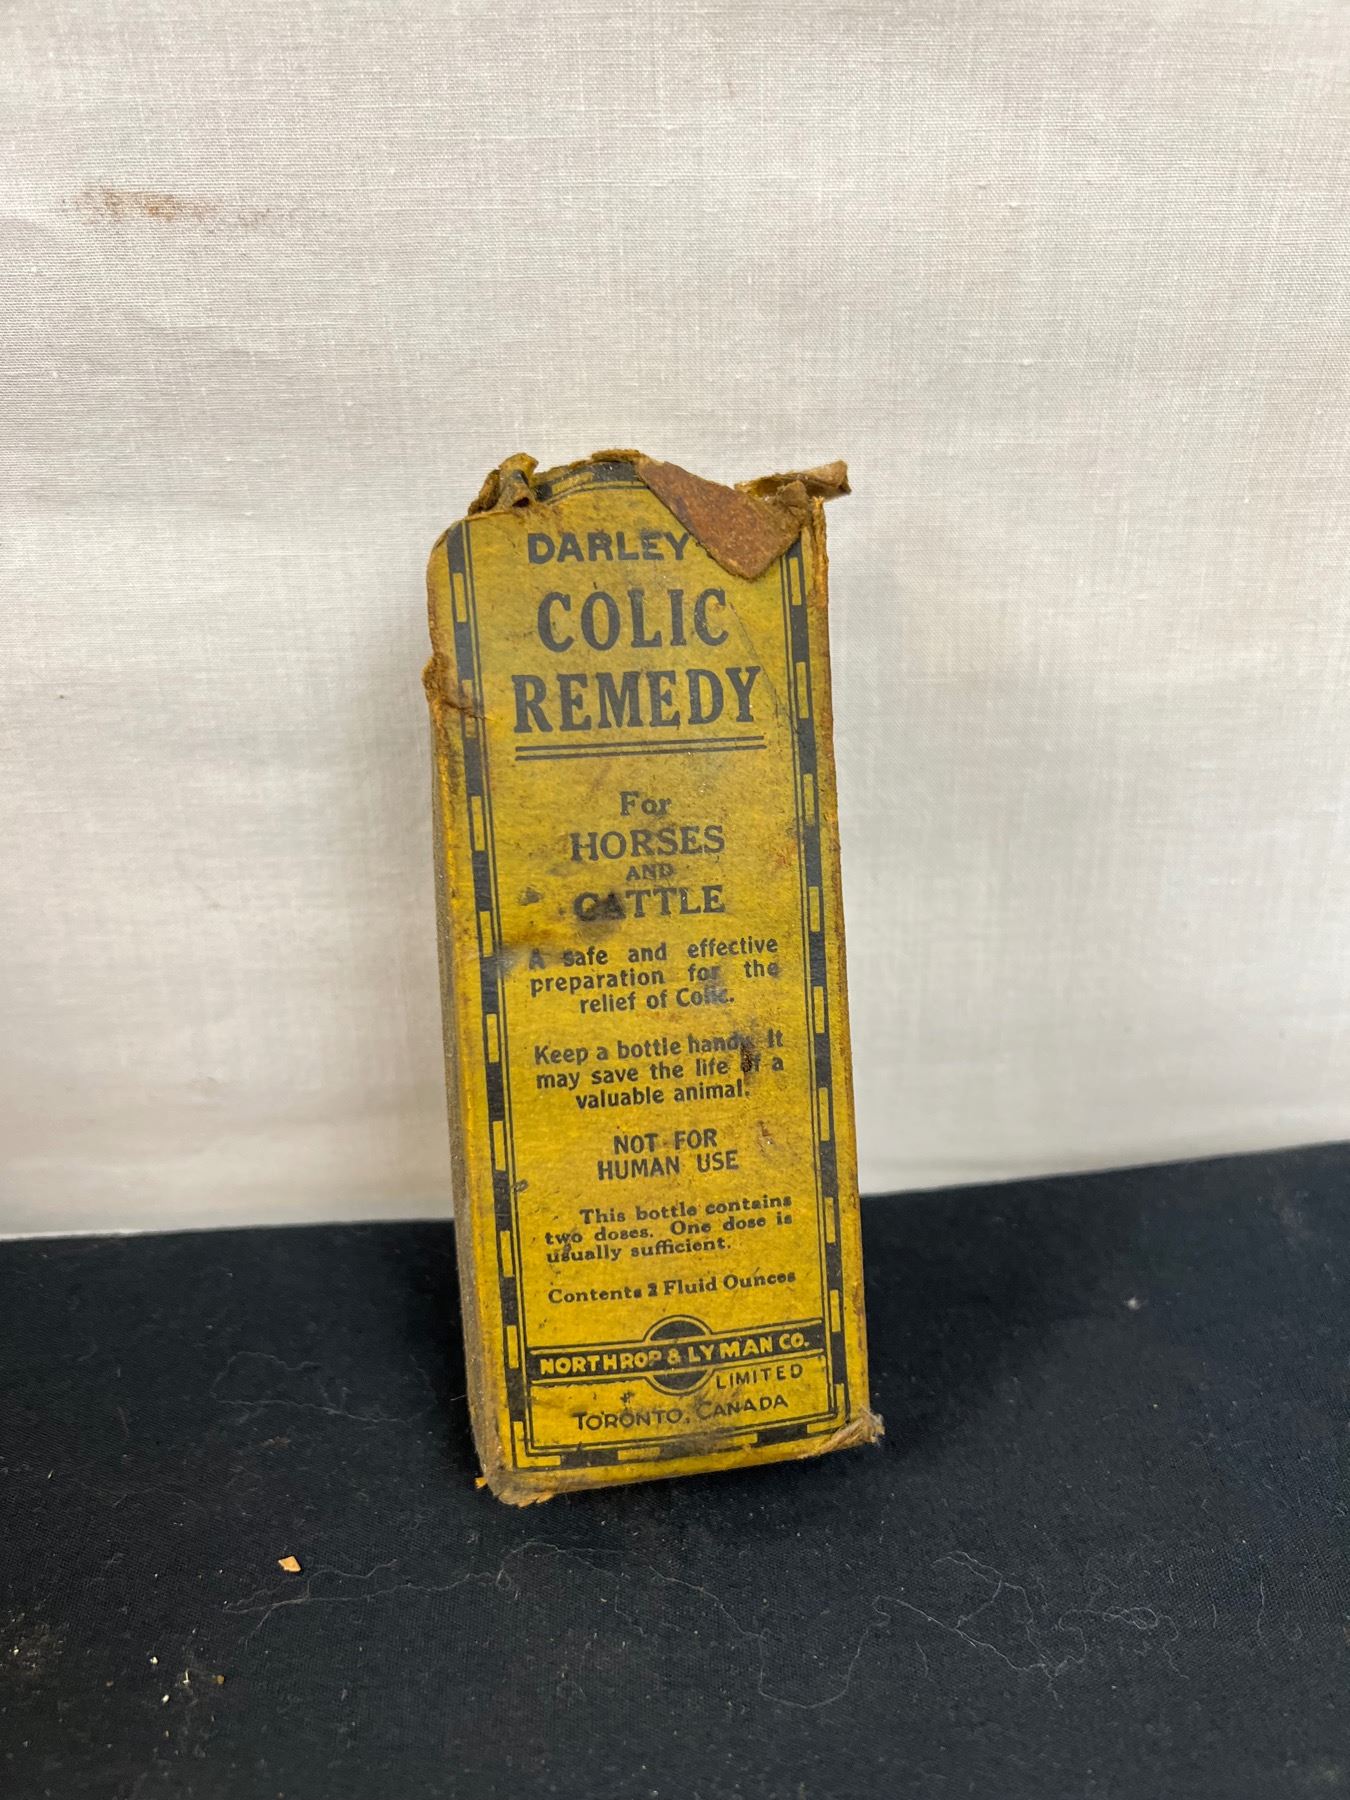 DARLEY
COLIC
REMEDY
For
HORSES
AND
CATTLE
A safe and effective
preparation for the
relief of Colic.
Keep a bottle handy. It
may save the life of a
valuable animal.
NOT FOR
HUMAN USE
This bottle contains
two doses. One dose is
usually sufficient.
Contents 2 Fluid Ounces
NORTHROP & LYMAN CO.
LIMITED
TORONTO, CANADA